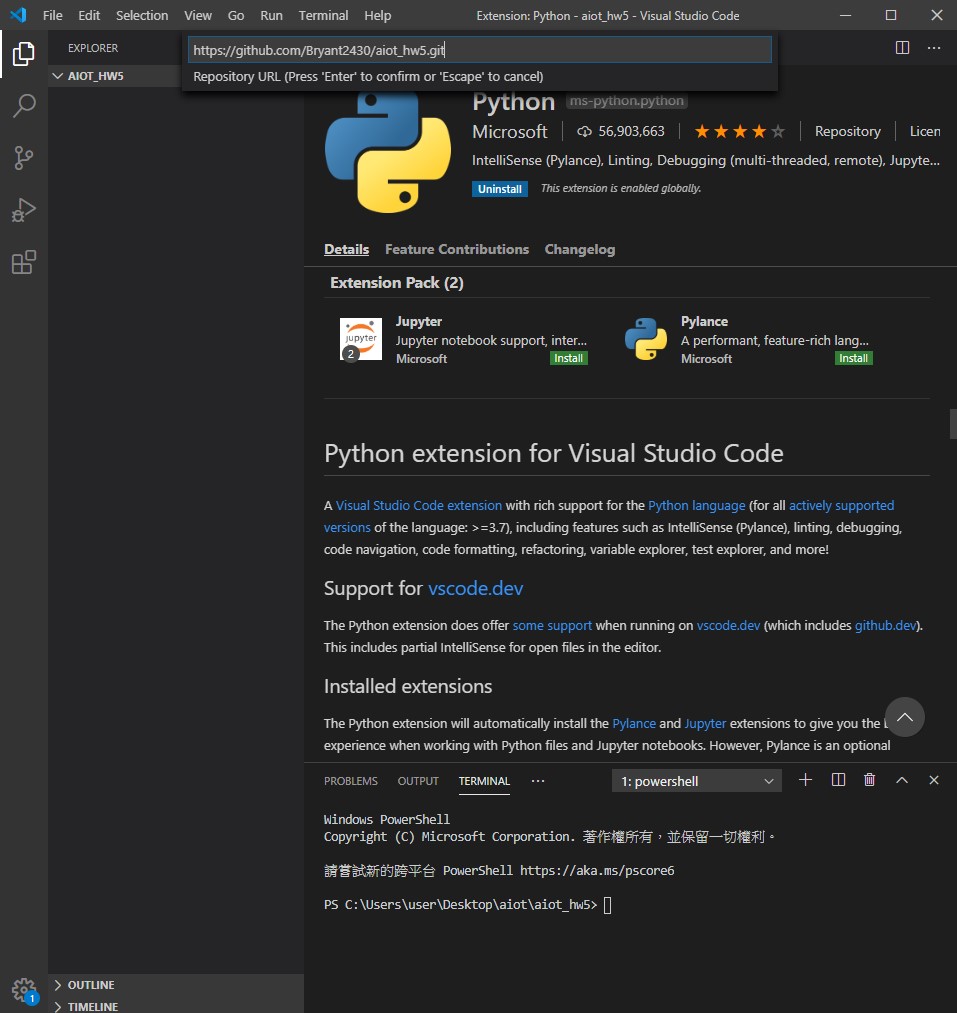 File Edit Selection View Go Run Terminal Help Extension: Python - aiot_hw5 - Visual Studio Code
EXPLORER
https://github.com/Bryant2430/aiot_hw5.git
AIOT_HW5
Repository URL (Press 'Enter' to confirm or 'Escape' to cancel)
Python ms-python.python
Microsoft 56,903,663 Repository Licen
IntelliSense (Pylance), Linting, Debugging (multi-threaded, remote), Jupyte...
Uninstall This extension is enabled globally.
Details Feature Contributions Changelog
Extension Pack (2)
Jupyter
Jupyter notebook support, inter...
Microsoft Install
jupyter
2
Pylance
A performant, feature-rich lang...
Microsoft Install
Python extension for Visual Studio Code
A Visual Studio Code extension with rich support for the Python language (for all actively supported
versions of the language: >=3.7), including features such as IntelliSense (Pylance), linting, debugging,
code navigation, code formatting, refactoring, variable explorer, test explorer, and more!
Support for vscode.dev
The Python extension does offer some support when running on vscode.dev (which includes github.dev).
This includes partial IntelliSense for open files in the editor.
Installed extensions
The Python extension will automatically install the Pylance and Jupyter extensions to give you the
experience when working with Python files and Jupyter notebooks. However, Pylance is an optional
PROBLEMS OUTPUT TERMINAL ··· 1: powershell
Windows PowerShell
Copyright (C) Microsoft Corporation. 著作權所有，並保留一切權利。
請嘗試新的跨平台 PowerShell https://aka.ms/pscore6
PS C:\Users\user\Desktop\aiot\aiot_hw5>
OUTLINE
1
TIMELINE